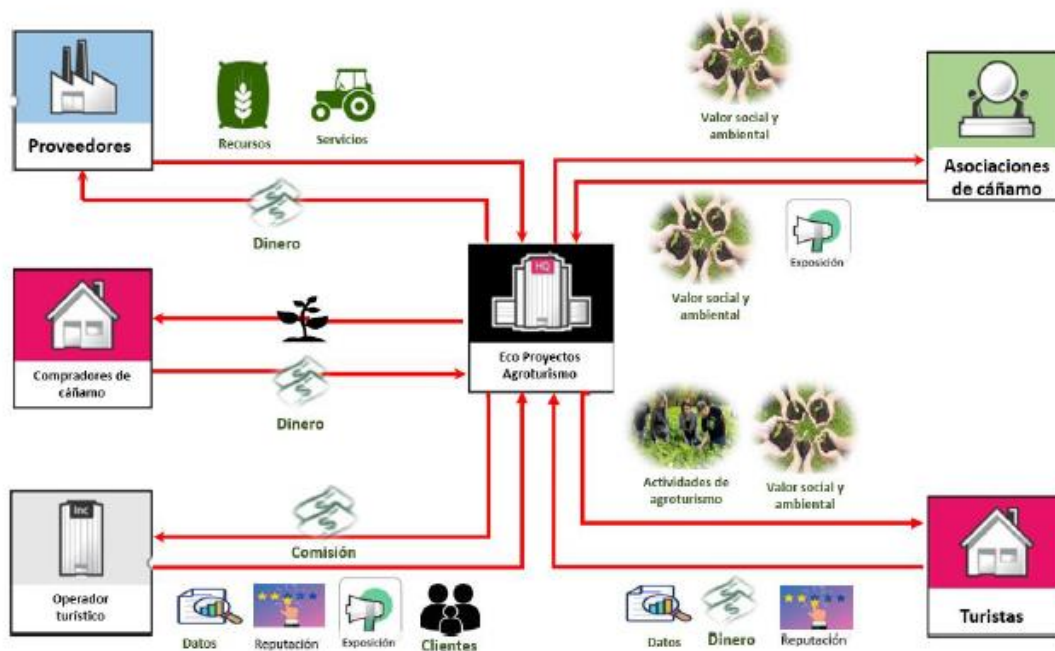 Proveedores
Recursos
Servicios
Dinero
Valor social y
ambiental
Asociaciones
de cáñamo
Valor social y
ambiental
Exposición
Compradores de
cáñamo
Dinero
HQ
Eco Proyectos
Agroturismo
Actividades de
agroturismo
Valor social y
ambiental
Inc
Operador
turístico
Comisión
Datos
Reputación
Exposición
Clientes
Datos
Dinero
Reputación
Turistas